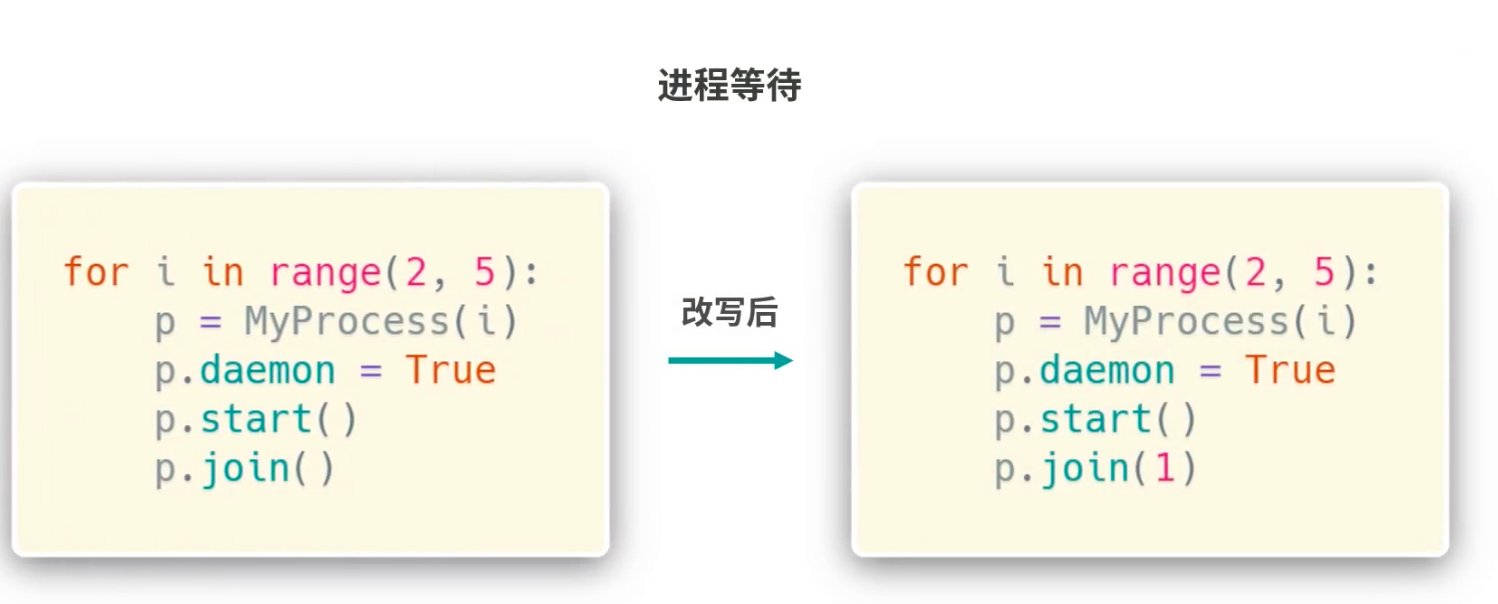 进程等待
for i in range(2, 5):
    p = MyProcess(i)
    p.daemon = True
    p.start()
    p.join()
改写后
for i in range(2, 5):
    p = MyProcess(i)
    p.daemon = True
    p.start()
    p.join(1)